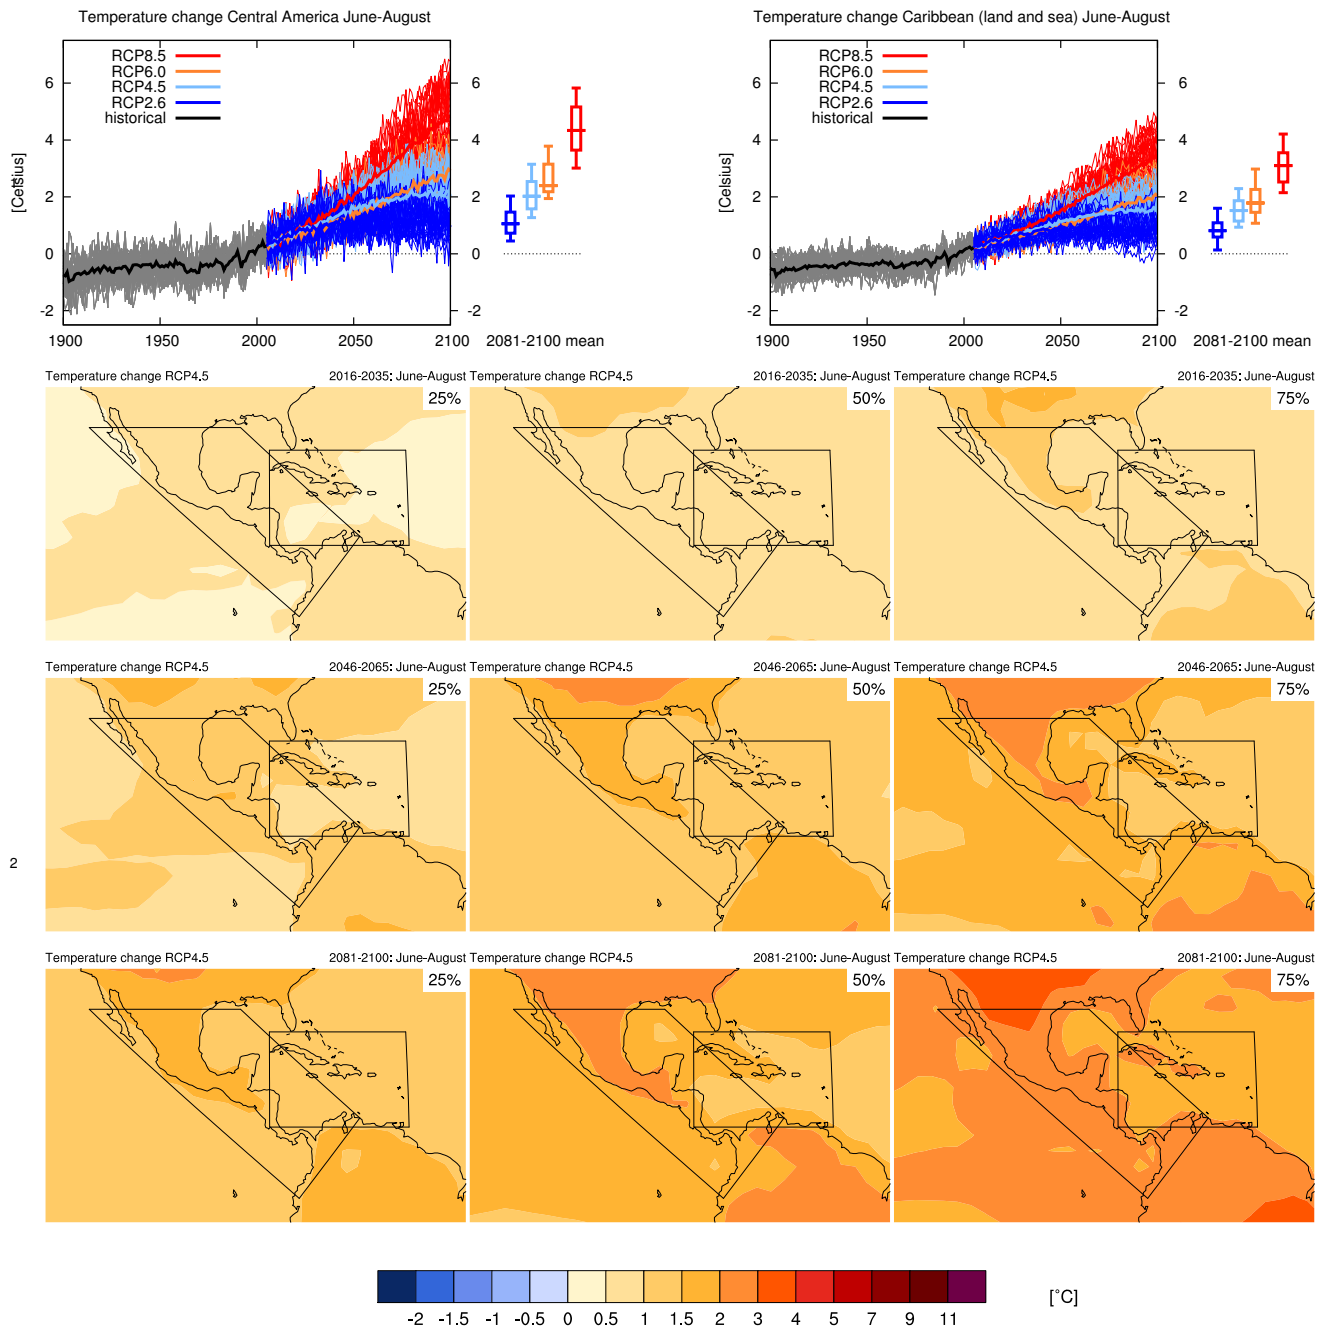 Temperature change Central America June-August
Temperature change Caribbean (land and sea) June-August
RCP8.5
RCP6.0
RCP4.5
RCP2.6
historical
[Celsius]
6
4
2
0
-2
6
4
2
0
-2
1900 1950 2000 2050 2100
2081-2100 mean
RCP8.5
RCP6.0
RCP4.5
RCP2.6
historical
[Celsius]
6
4
2
0
-2
6
4
2
0
-2
1900 1950 2000 2050 2100
2081-2100 mean
Temperature change RCP4.5 2016-2035: June-August
25%
Temperature change RCP4.5 2016-2035: June-August
50%
Temperature change RCP4.5 2016-2035: June-August
75%
Temperature change RCP4.5 2046-2065: June-August
25%
Temperature change RCP4.5 2046-2065: June-August
50%
Temperature change RCP4.5 2046-2065: June-August
75%
2
Temperature change RCP4.5 2081-2100: June-August
25%
Temperature change RCP4.5 2081-2100: June-August
50%
Temperature change RCP4.5 2081-2100: June-August
75%
-2 -1.5 -1 -0.5 0 0.5 1 1.5 2 3 4 5 7 9 11
[˚C]